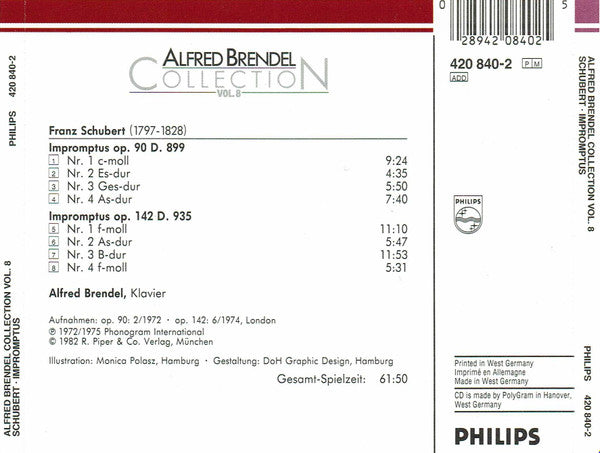 PHILIPS 420 840-2
ALFRED BRENDEL COLLECTION VOL. 8
SCHUBERT · IMPROMPTUS
ALFRED BRENDEL
COLLECTION
VOL. 8
Franz Schubert (1797-1828)
Impromptus op. 90 D. 899
1 Nr. 1 c-moll 9:24
2 Nr. 2 Es-dur 4:35
3 Nr. 3 Ges-dur 5:50
4 Nr. 4 As-dur 7:40
Impromptus op. 142 D. 935
5 Nr. 1 f-moll 11:10
6 Nr. 2 As-dur 5:47
7 Nr. 3 B-dur 11:53
8 Nr. 4 f-moll 5:31
Alfred Brendel, Klavier
Aufnahmen: op. 90: 2/1972 · op. 142: 6/1974, London
℗ 1972/1975 Phonogram International
© 1982 R. Piper & Co. Verlag, München
Illustration: Monica Polasz, Hamburg · Gestaltung: DoH Graphic Design, Hamburg
Gesamt-Spielzeit: 61:50
0 5
28942 08402
420 840-2 P M
ADD
PHILIPS
Printed in West Germany
Imprimé en Allemagne
Made in West Germany
CD is made by PolyGram in Hanover,
West Germany
PHILIPS
ALFRED BRENDEL COLLECTION VOL. 8
SCHUBERT · IMPROMPTUS
PHILIPS 420 840-2